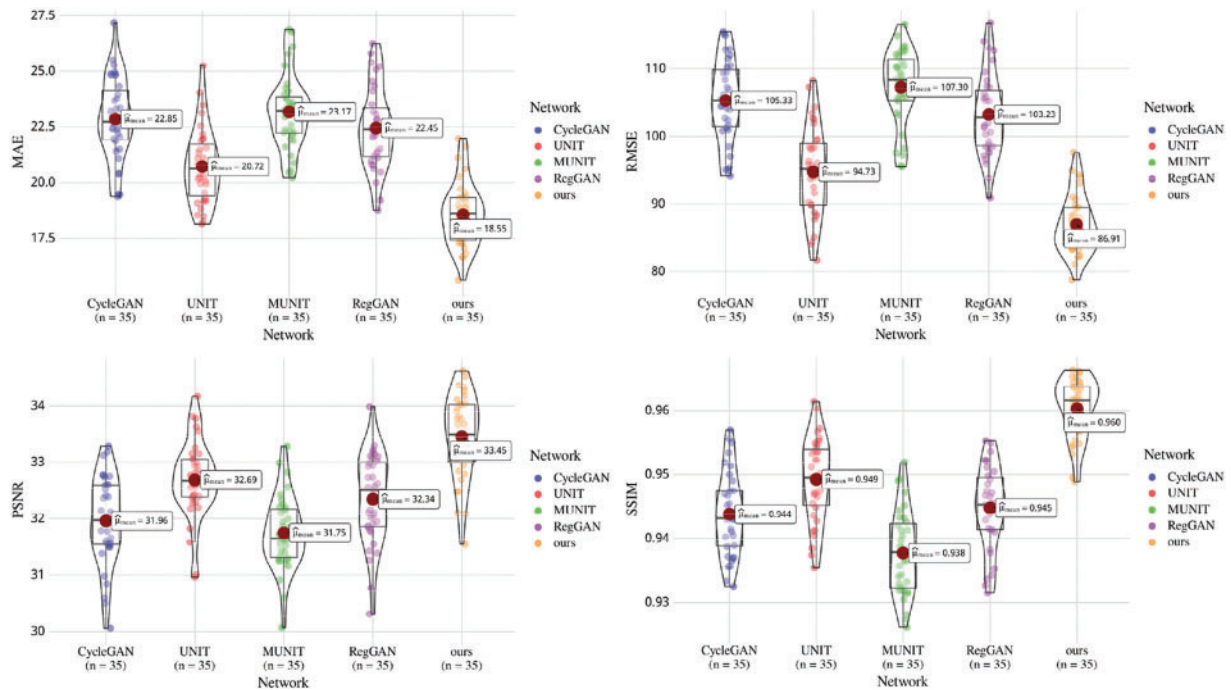 27.5
25.0
22.5
20.0
17.5
MAE
μ̂mean = 22.85
μ̂mean = 20.72
μ̂mean = 23.17
μ̂mean = 22.45
μ̂mean = 18.55
CycleGAN
(n = 35)
UNIT
(n = 35)
MUNIT
(n = 35)
RegGAN
(n = 35)
ours
(n = 35)
Network
Network
CycleGAN
UNIT
MUNIT
RegGAN
ours
110
100
90
80
RMSE
μ̂mean = 105.33
μ̂mean = 94.73
μ̂mean = 107.30
μ̂mean = 103.23
μ̂mean = 86.91
CycleGAN
(n = 35)
UNIT
(n = 35)
MUNIT
(n = 35)
RegGAN
(n = 35)
ours
(n = 35)
Network
Network
CycleGAN
UNIT
MUNIT
RegGAN
ours
34
33
32
31
30
PSNR
μ̂mean = 31.96
μ̂mean = 32.69
μ̂mean = 31.75
μ̂mean = 32.34
μ̂mean = 33.45
CycleGAN
(n = 35)
UNIT
(n = 35)
MUNIT
(n = 35)
RegGAN
(n = 35)
ours
(n = 35)
Network
Network
CycleGAN
UNIT
MUNIT
RegGAN
ours
0.96
0.95
0.94
0.93
SSIM
μ̂mean = 0.944
μ̂mean = 0.949
μ̂mean = 0.938
μ̂mean = 0.945
μ̂mean = 0.960
CycleGAN
(n = 35)
UNIT
(n = 35)
MUNIT
(n = 35)
RegGAN
(n = 35)
ours
(n = 35)
Network
Network
CycleGAN
UNIT
MUNIT
RegGAN
ours